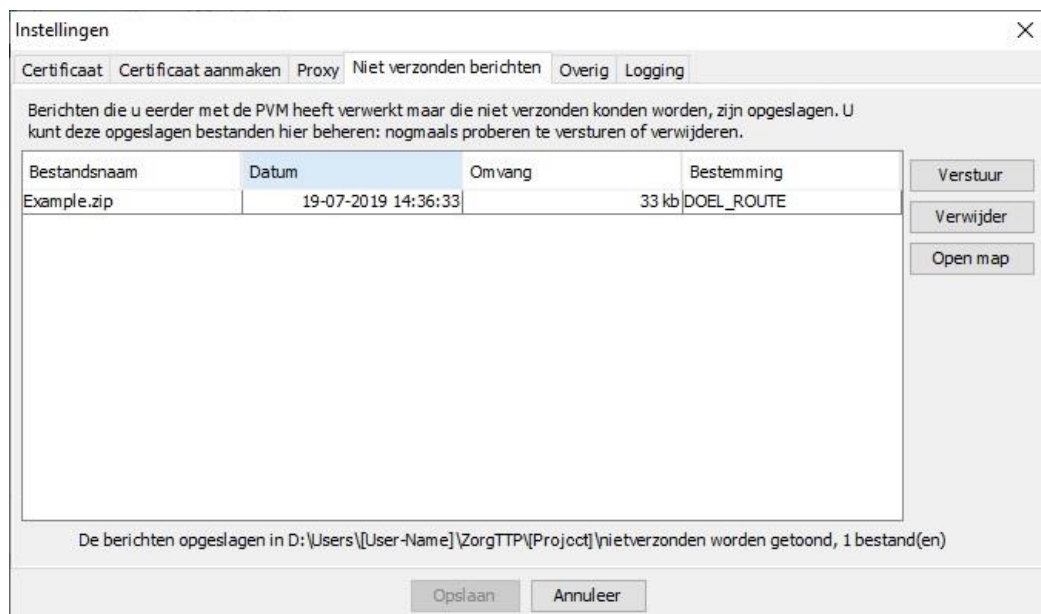 Instellingen
Certificaat Certificaat aanmaken Proxy Niet verzonden berichten Overig Logging
Berichten die u eerder met de PVM heeft verwerkt maar die niet verzonden konden worden, zijn opgeslagen. U
kunt deze opgeslagen bestanden hier beheren: nogmaals proberen te versturen of verwijderen.
Bestandsnaam Datum Omvang Bestemming
Example.zip 19-07-2019 14:36:33 33 kb DOEL_ROUTE
Verstuur
Verwijder
Open map
De berichten opgeslagen in D:\Users\[User-Name]\ZorgTTP\[Project]\nietverzonden worden getoond, 1 bestand(en)
Opslaan Annuleer